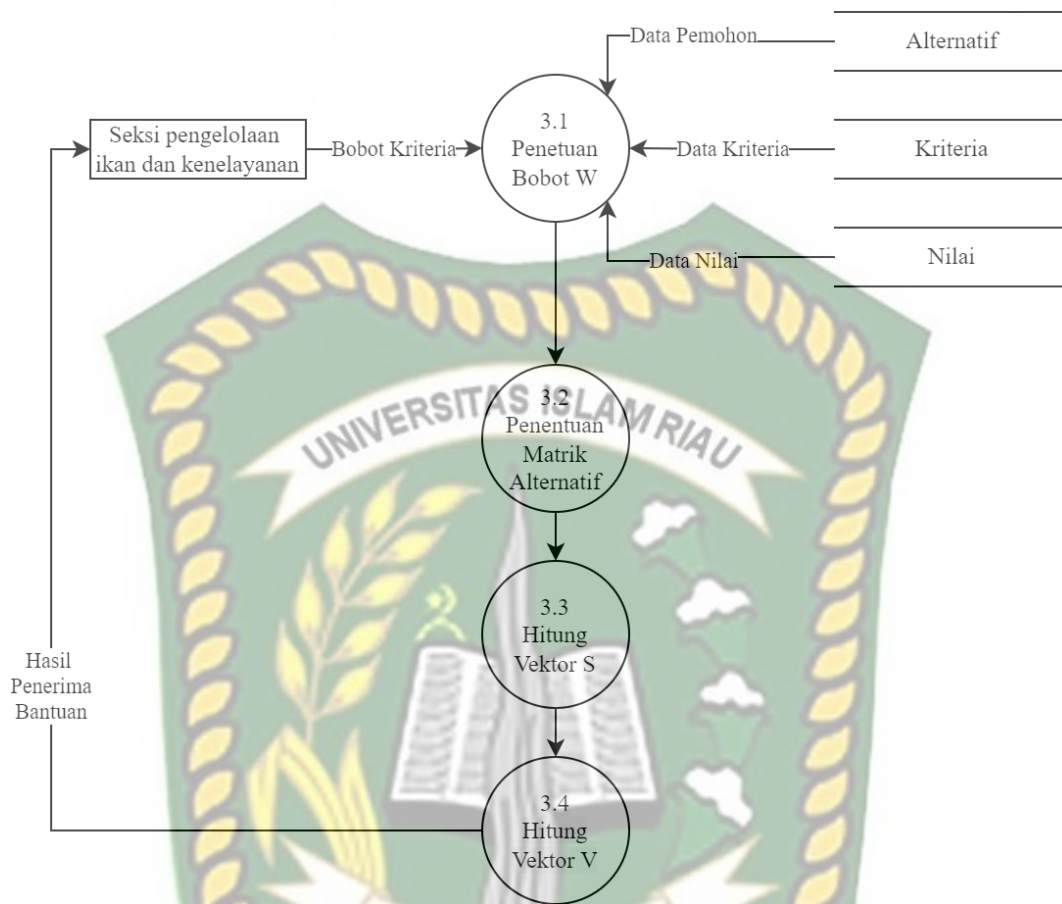 Data Pemohon
Alternatif
Seksi pengelolaan
ikan dan kenelayanan
Bobot Kriteria
3.1
Penetuan
Bobot W
Data Kriteria
Kriteria
Data Nilai
Nilai
UNIVERSITAS ISLAM RIAU
3.2
Penentuan
Matrik
Alternatif
3.3
Hitung
Vektor S
Hasil
Penerima
Bantuan
3.4
Hitung
Vektor V